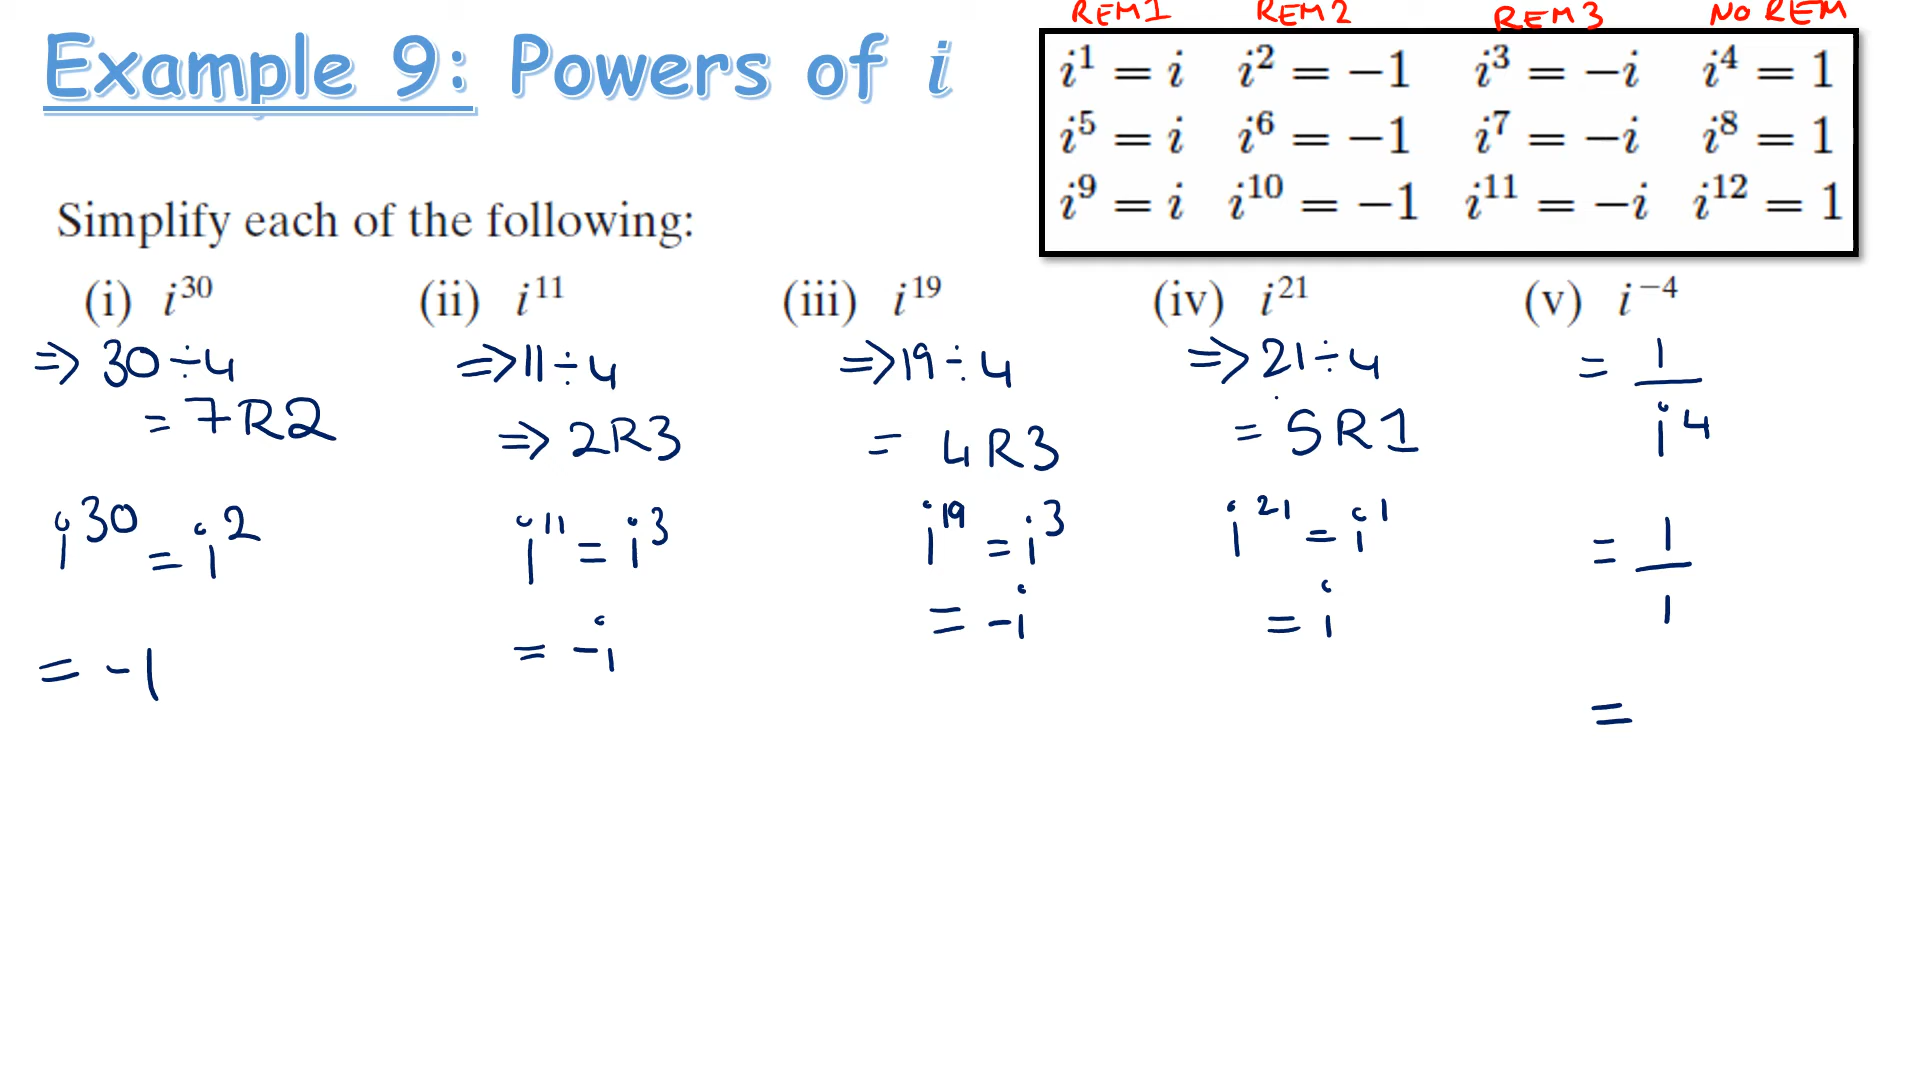 REM 1 REM 2 REM 3 NO REM
Example 9: Powers of i
i¹ = i i² = −1 i³ = −i i⁴ = 1
i⁵ = i i⁶ = −1 i⁷ = −i i⁸ = 1
i⁹ = i i¹⁰ = −1 i¹¹ = −i i¹² = 1
Simplify each of the following:
(i) i³⁰ (ii) i¹¹ (iii) i¹⁹ (iv) i²¹ (v) i⁻⁴
=> 30 ÷ 4
= 7R2
i³⁰ = i²
= -1
=> 11 ÷ 4
=> 2R3
i¹¹ = i³
= -i
=> 19 ÷ 4
= 4R3
i¹⁹ = i³
= -i
=> 21 ÷ 4
= 5R1
i²¹ = i¹
= i
= 1/i⁴
= 1/1
=